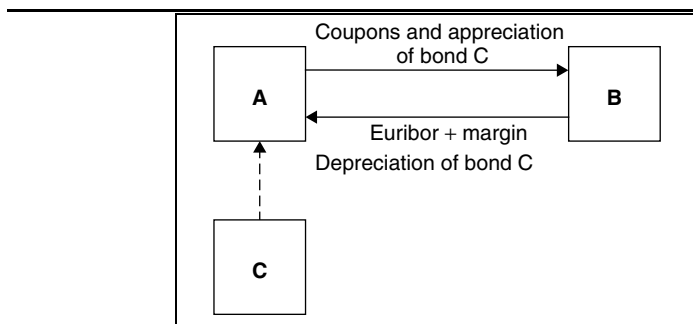 Coupons and appreciation
of bond C
A
B
Euribor + margin
Depreciation of bond C
C